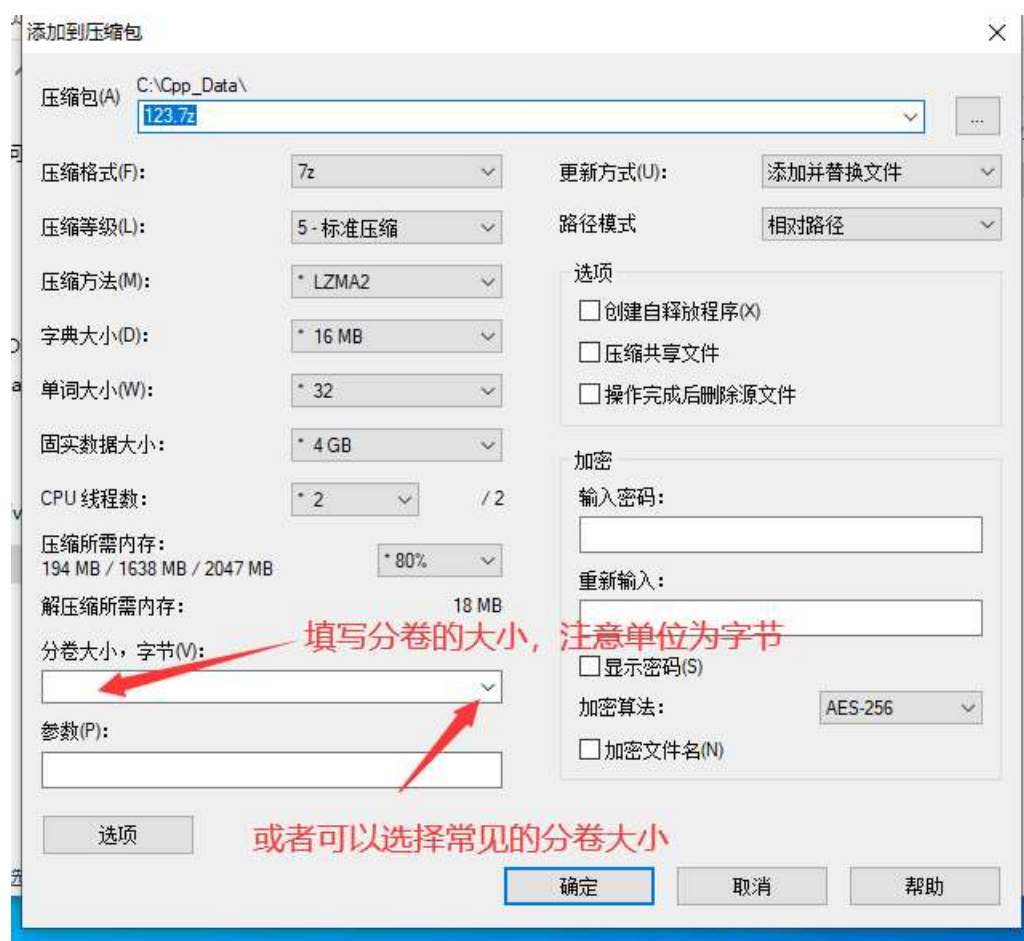 添加到压缩包
压缩包(A)
C:\Cpp_Data\
123.7z
...
压缩格式(F):
7z
压缩等级(L):
5 - 标准压缩
压缩方法(M):
* LZMA2
字典大小(D):
* 16 MB
单词大小(W):
* 32
固实数据大小:
* 4 GB
CPU 线程数:
* 2
/ 2
压缩所需内存:
194 MB / 1638 MB / 2047 MB
* 80%
解压缩所需内存:
18 MB
分卷大小，字节(V):
填写分卷的大小，注意单位为字节
参数(P):
选项
或者可以选择常见的分卷大小
更新方式(U):
添加并替换文件
路径模式
相对路径
选项
创建自释放程序(X)
压缩共享文件
操作完成后删除源文件
加密
输入密码:
重新输入:
显示密码(S)
加密算法:
AES-256
加密文件名(N)
确定
取消
帮助